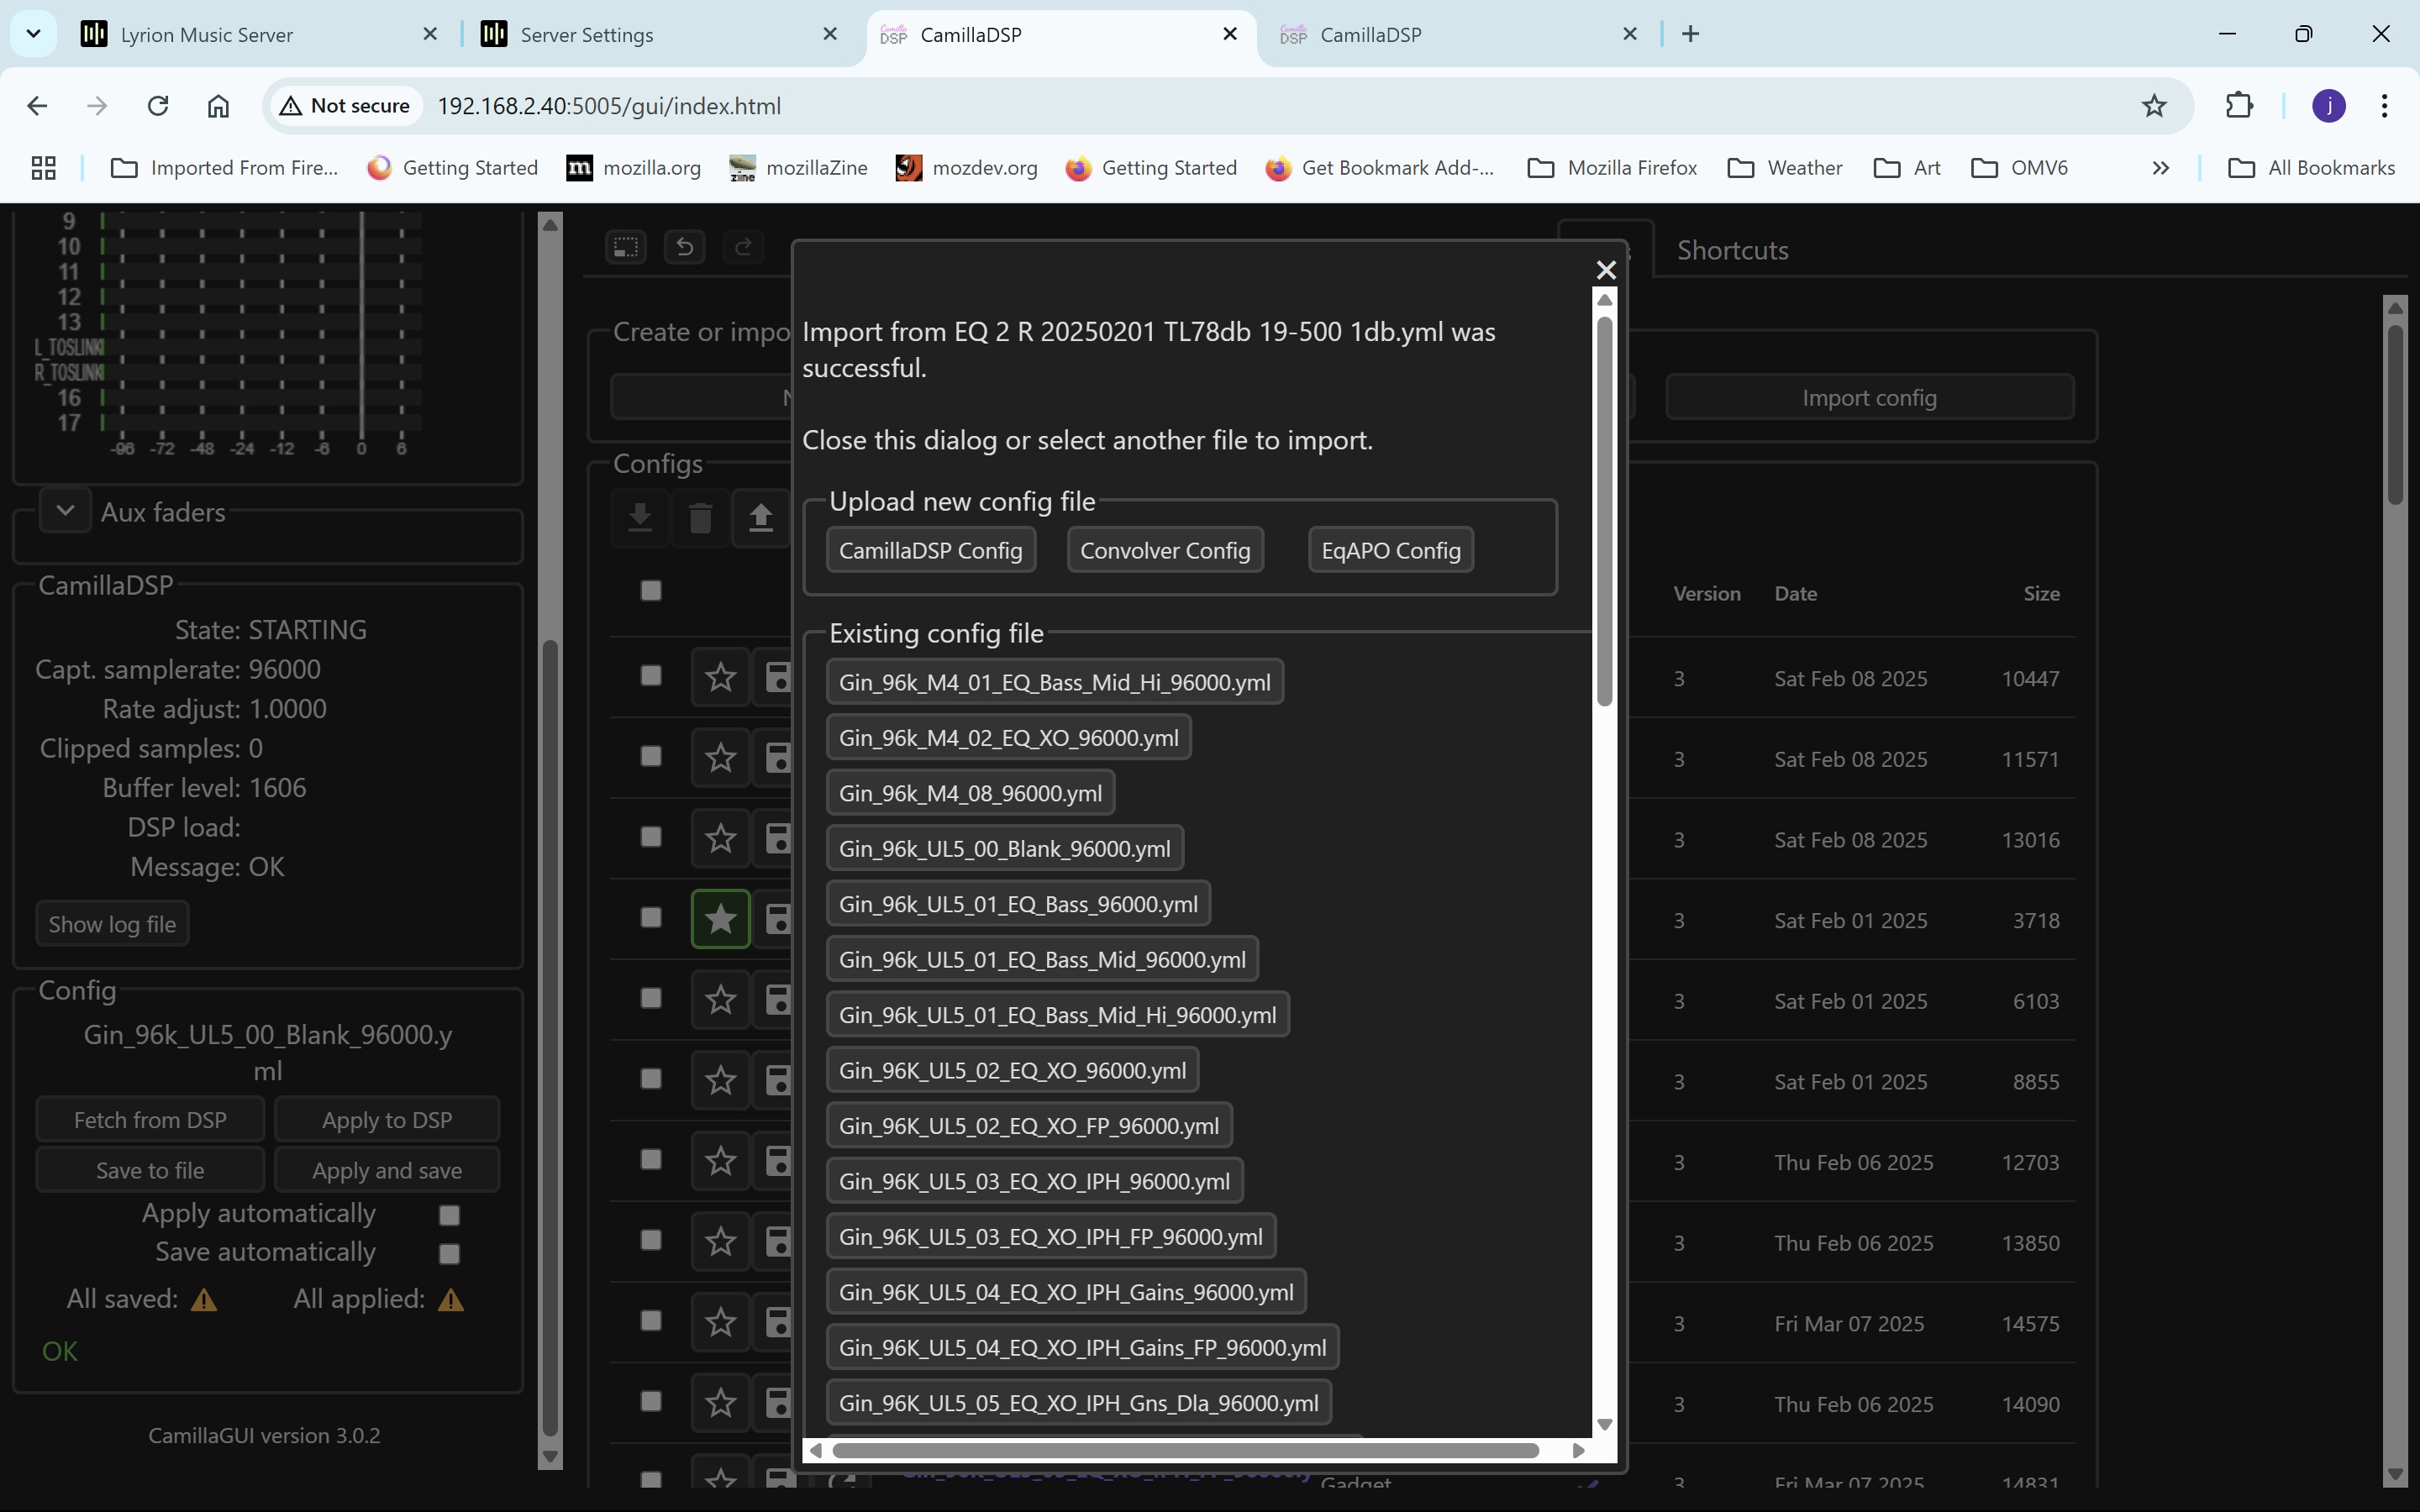 Lyrion Music Server
Server Settings
CamillaDSP
CamillaDSP
Not secure
192.168.2.40:5005/gui/index.html
j
Imported From Fire...
Getting Started
mozilla.org
mozillaZine
mozdev.org
Getting Started
Get Bookmark Add-...
Mozilla Firefox
Weather
Art
OMV6
All Bookmarks
9
10
11
12
13
L_TOSLINK
R_TOSLINK
16
17
-96 -72 -48 -24 -12 -6 0 6
Aux faders
CamillaDSP
State: STARTING
Capt. samplerate: 96000
Rate adjust: 1.0000
Clipped samples: 0
Buffer level: 1606
DSP load:
Message: OK
Show log file
Config
Gin_96k_UL5_00_Blank_96000.y
ml
Fetch from DSP Apply to DSP
Save to file Apply and save
Apply automatically
Save automatically
All saved: All applied:
OK
CamillaGUI version 3.0.2
Shortcuts
Create or impo
Import config
Configs
Import from EQ 2 R 20250201 TL78db 19-500 1db.yml was
successful.
Close this dialog or select another file to import.
Upload new config file
CamillaDSP Config Convolver Config EqAPO Config
Existing config file
Gin_96k_M4_01_EQ_Bass_Mid_Hi_96000.yml
Gin_96k_M4_02_EQ_XO_96000.yml
Gin_96k_M4_08_96000.yml
Gin_96k_UL5_00_Blank_96000.yml
Gin_96k_UL5_01_EQ_Bass_96000.yml
Gin_96k_UL5_01_EQ_Bass_Mid_96000.yml
Gin_96k_UL5_01_EQ_Bass_Mid_Hi_96000.yml
Gin_96K_UL5_02_EQ_XO_96000.yml
Gin_96K_UL5_02_EQ_XO_FP_96000.yml
Gin_96K_UL5_03_EQ_XO_IPH_96000.yml
Gin_96K_UL5_03_EQ_XO_IPH_FP_96000.yml
Gin_96K_UL5_04_EQ_XO_IPH_Gains_96000.yml
Gin_96K_UL5_04_EQ_XO_IPH_Gains_FP_96000.yml
Gin_96K_UL5_05_EQ_XO_IPH_Gns_Dla_96000.yml
Version Date Size
3 Sat Feb 08 2025 10447
3 Sat Feb 08 2025 11571
3 Sat Feb 08 2025 13016
3 Sat Feb 01 2025 3718
3 Sat Feb 01 2025 6103
3 Sat Feb 01 2025 8855
3 Thu Feb 06 2025 12703
3 Thu Feb 06 2025 13850
3 Fri Mar 07 2025 14575
3 Thu Feb 06 2025 14090
Gadget 3 Fri Mar 07 2025 14831